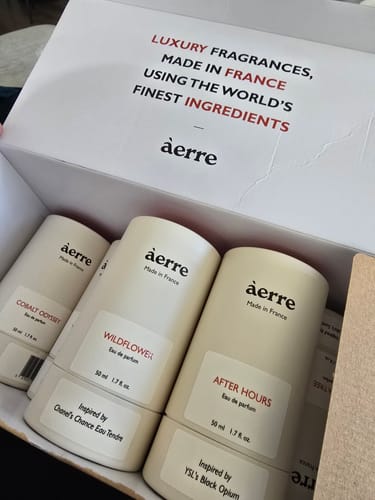 LUXURY FRAGRANCES,
MADE IN FRANCE
USING THE WORLD'S
FINEST INGREDIENTS
—
àerre
àerre
Made in France
COBALT ODYSSEY
Eau de parfum
50 ml 1.7 fl. oz.
àerre
Made in France
WILDFLOWER
Eau de parfum
50 ml 1.7 fl. oz.
Inspired by
Chanel's Chance Eau Tendre
àerre
Made in France
AFTER HOURS
Eau de parfum
50 ml 1.7 fl. oz.
Inspired by
YSL's Black Opium